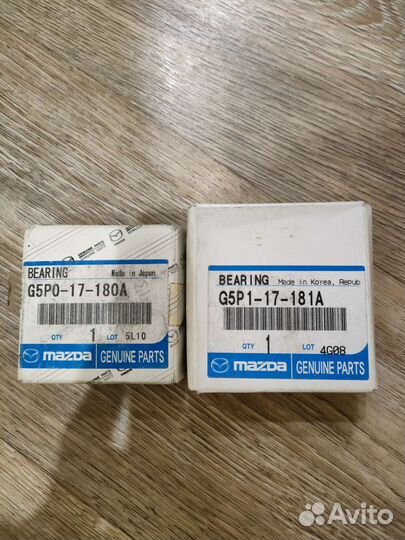 BEARING Made in Japan
G5P0-17-180A
QTY 1 LOT 5L10
mazda GENUINE PARTS
BEARING Made in Korea, Repub
G5P1-17-181A
QTY 1 LOT 4G08
mazda GENUINE PARTS
Avito